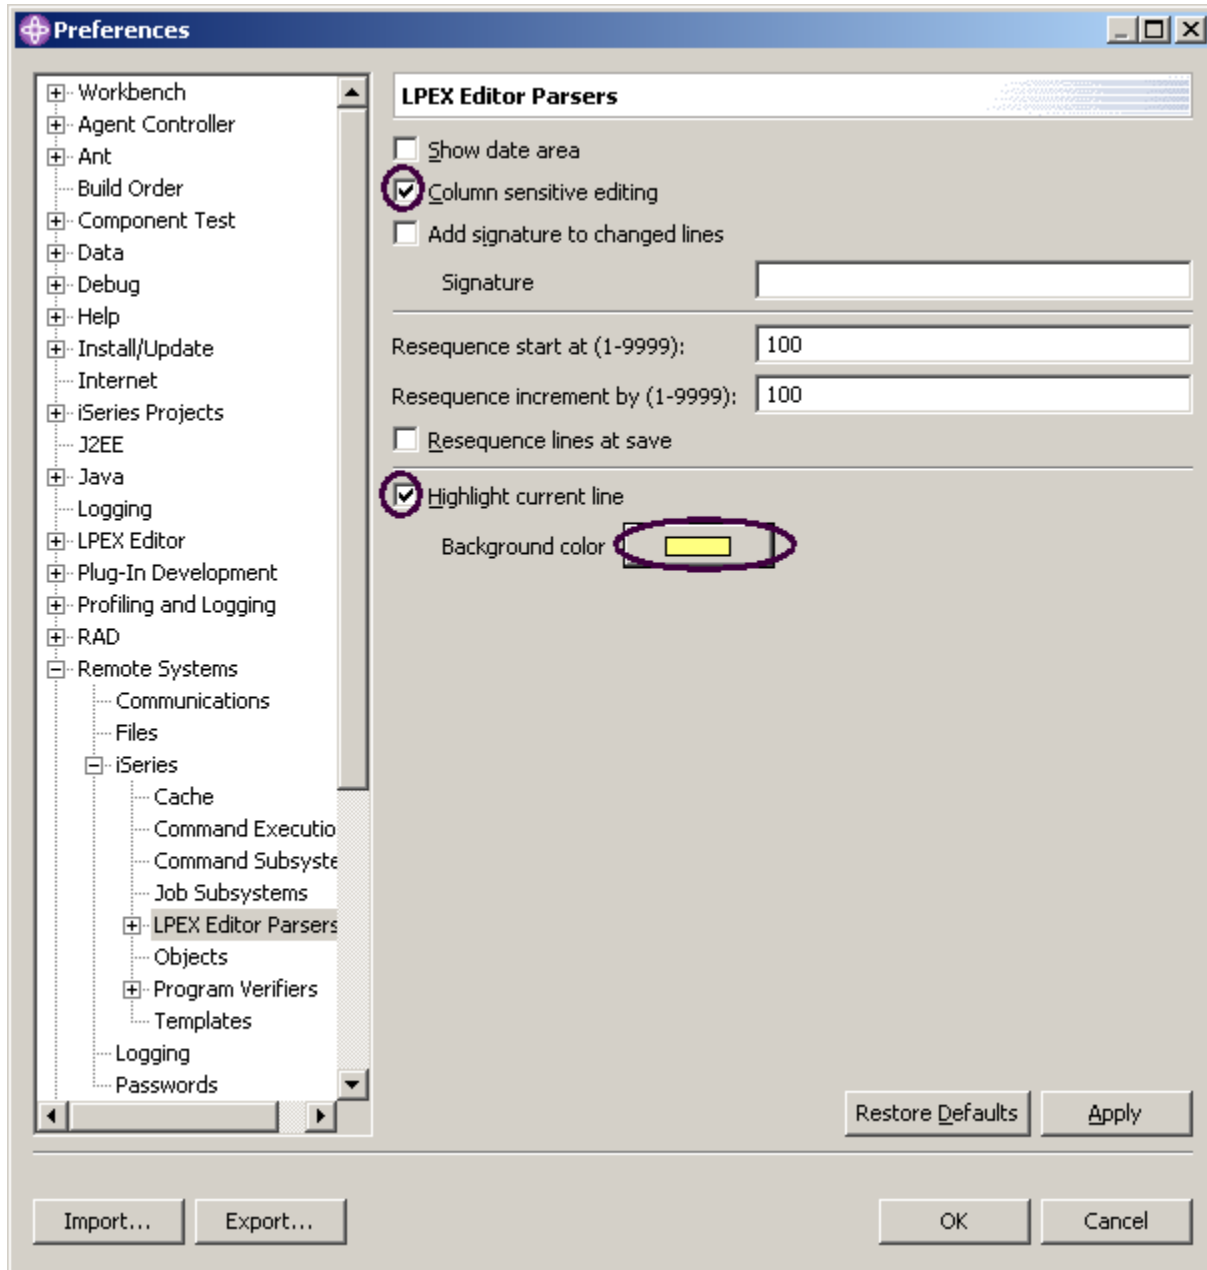 Preferences
Workbench
Agent Controller
Ant
Build Order
Component Test
Data
Debug
Help
Install/Update
Internet
iSeries Projects
J2EE
Java
Logging
LPEX Editor
Plug-In Development
Profiling and Logging
RAD
Remote Systems
Communications
Files
iSeries
Cache
Command Executio
Command Subsyste
Job Subsystems
LPEX Editor Parsers
Objects
Program Verifiers
Templates
Logging
Passwords
LPEX Editor Parsers
Show date area
Column sensitive editing
Add signature to changed lines
Signature
Resequence start at (1-9999): 100
Resequence increment by (1-9999): 100
Resequence lines at save
Highlight current line
Background color
Restore Defaults Apply
Import... Export... OK Cancel